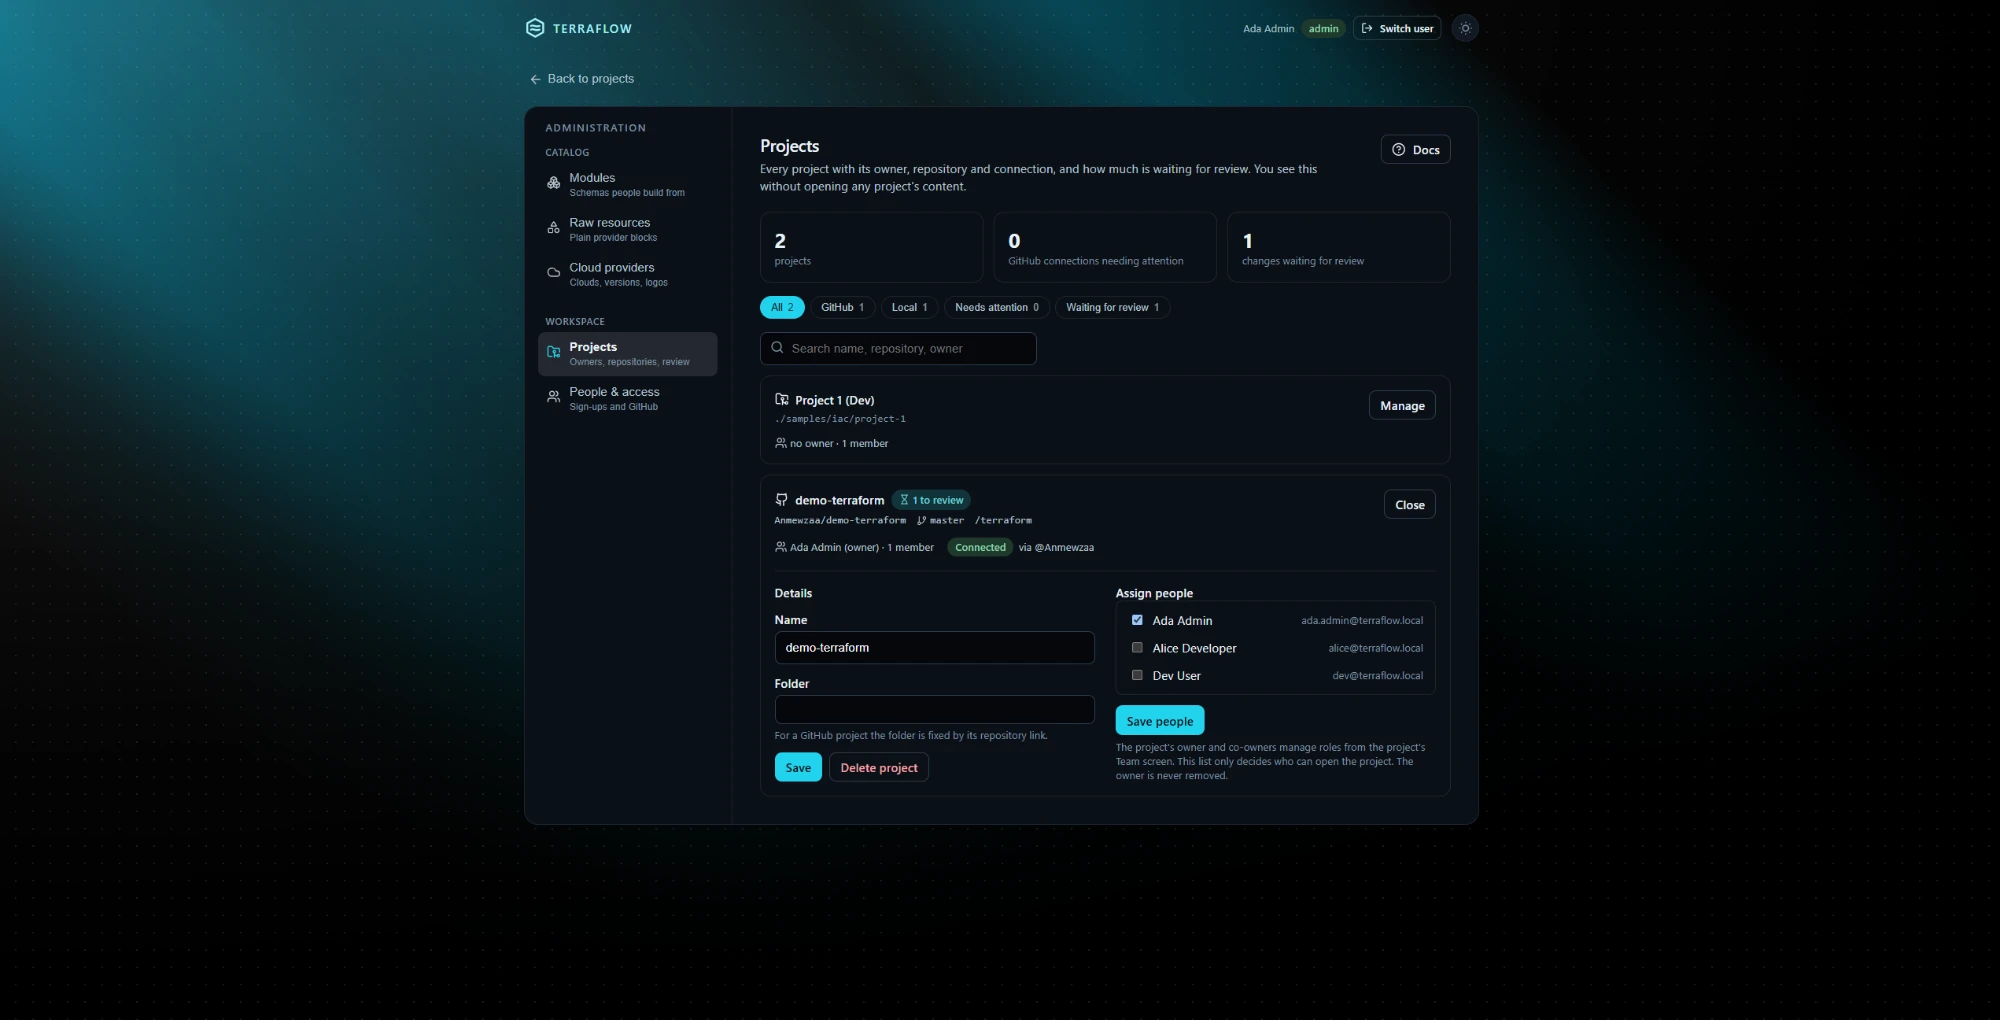 TERRAFLOW
Ada Admin admin Switch user
Back to projects
ADMINISTRATION
CATALOG
Modules
Schemas people build from
Raw resources
Plain provider blocks
Cloud providers
Clouds, versions, logos
WORKSPACE
Projects
Owners, repositories, review
People & access
Sign-ups and GitHub
Projects
Docs
Every project with its owner, repository and connection, and how much is waiting for review. You see this
without opening any project's content.
2
projects
0
GitHub connections needing attention
1
changes waiting for review
All 2 GitHub 1 Local 1 Needs attention 0 Waiting for review 1
Search name, repository, owner
Project 1 (Dev)
Manage
./samples/iac/project-1
no owner · 1 member
demo-terraform 1 to review
Close
Anmewzaa/demo-terraform master /terraform
Ada Admin (owner) · 1 member Connected via @Anmewzaa
Details
Name
demo-terraform
Folder
For a GitHub project the folder is fixed by its repository link.
Save Delete project
Assign people
Ada Admin ada.admin@terraflow.local
Alice Developer alice@terraflow.local
Dev User dev@terraflow.local
Save people
The project's owner and co-owners manage roles from the project's
Team screen. This list only decides who can open the project. The
owner is never removed.